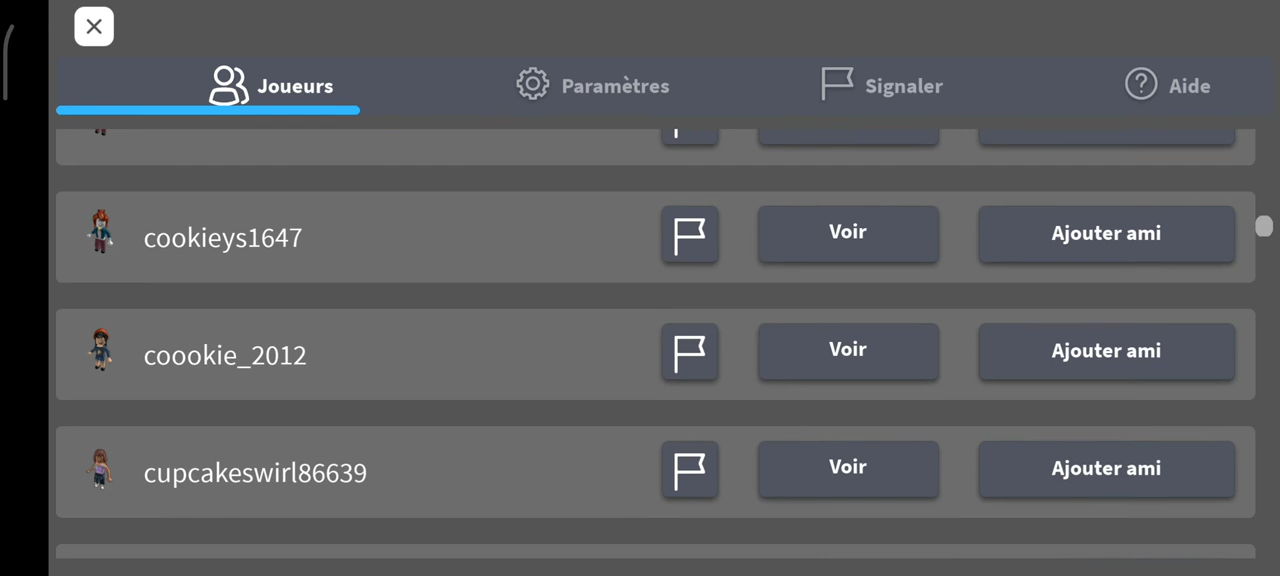 Joueurs
Paramètres
Signaler
Aide
cookieys1647
Voir
Ajouter ami
coookie_2012
Voir
Ajouter ami
cupcakeswirl86639
Voir
Ajouter ami